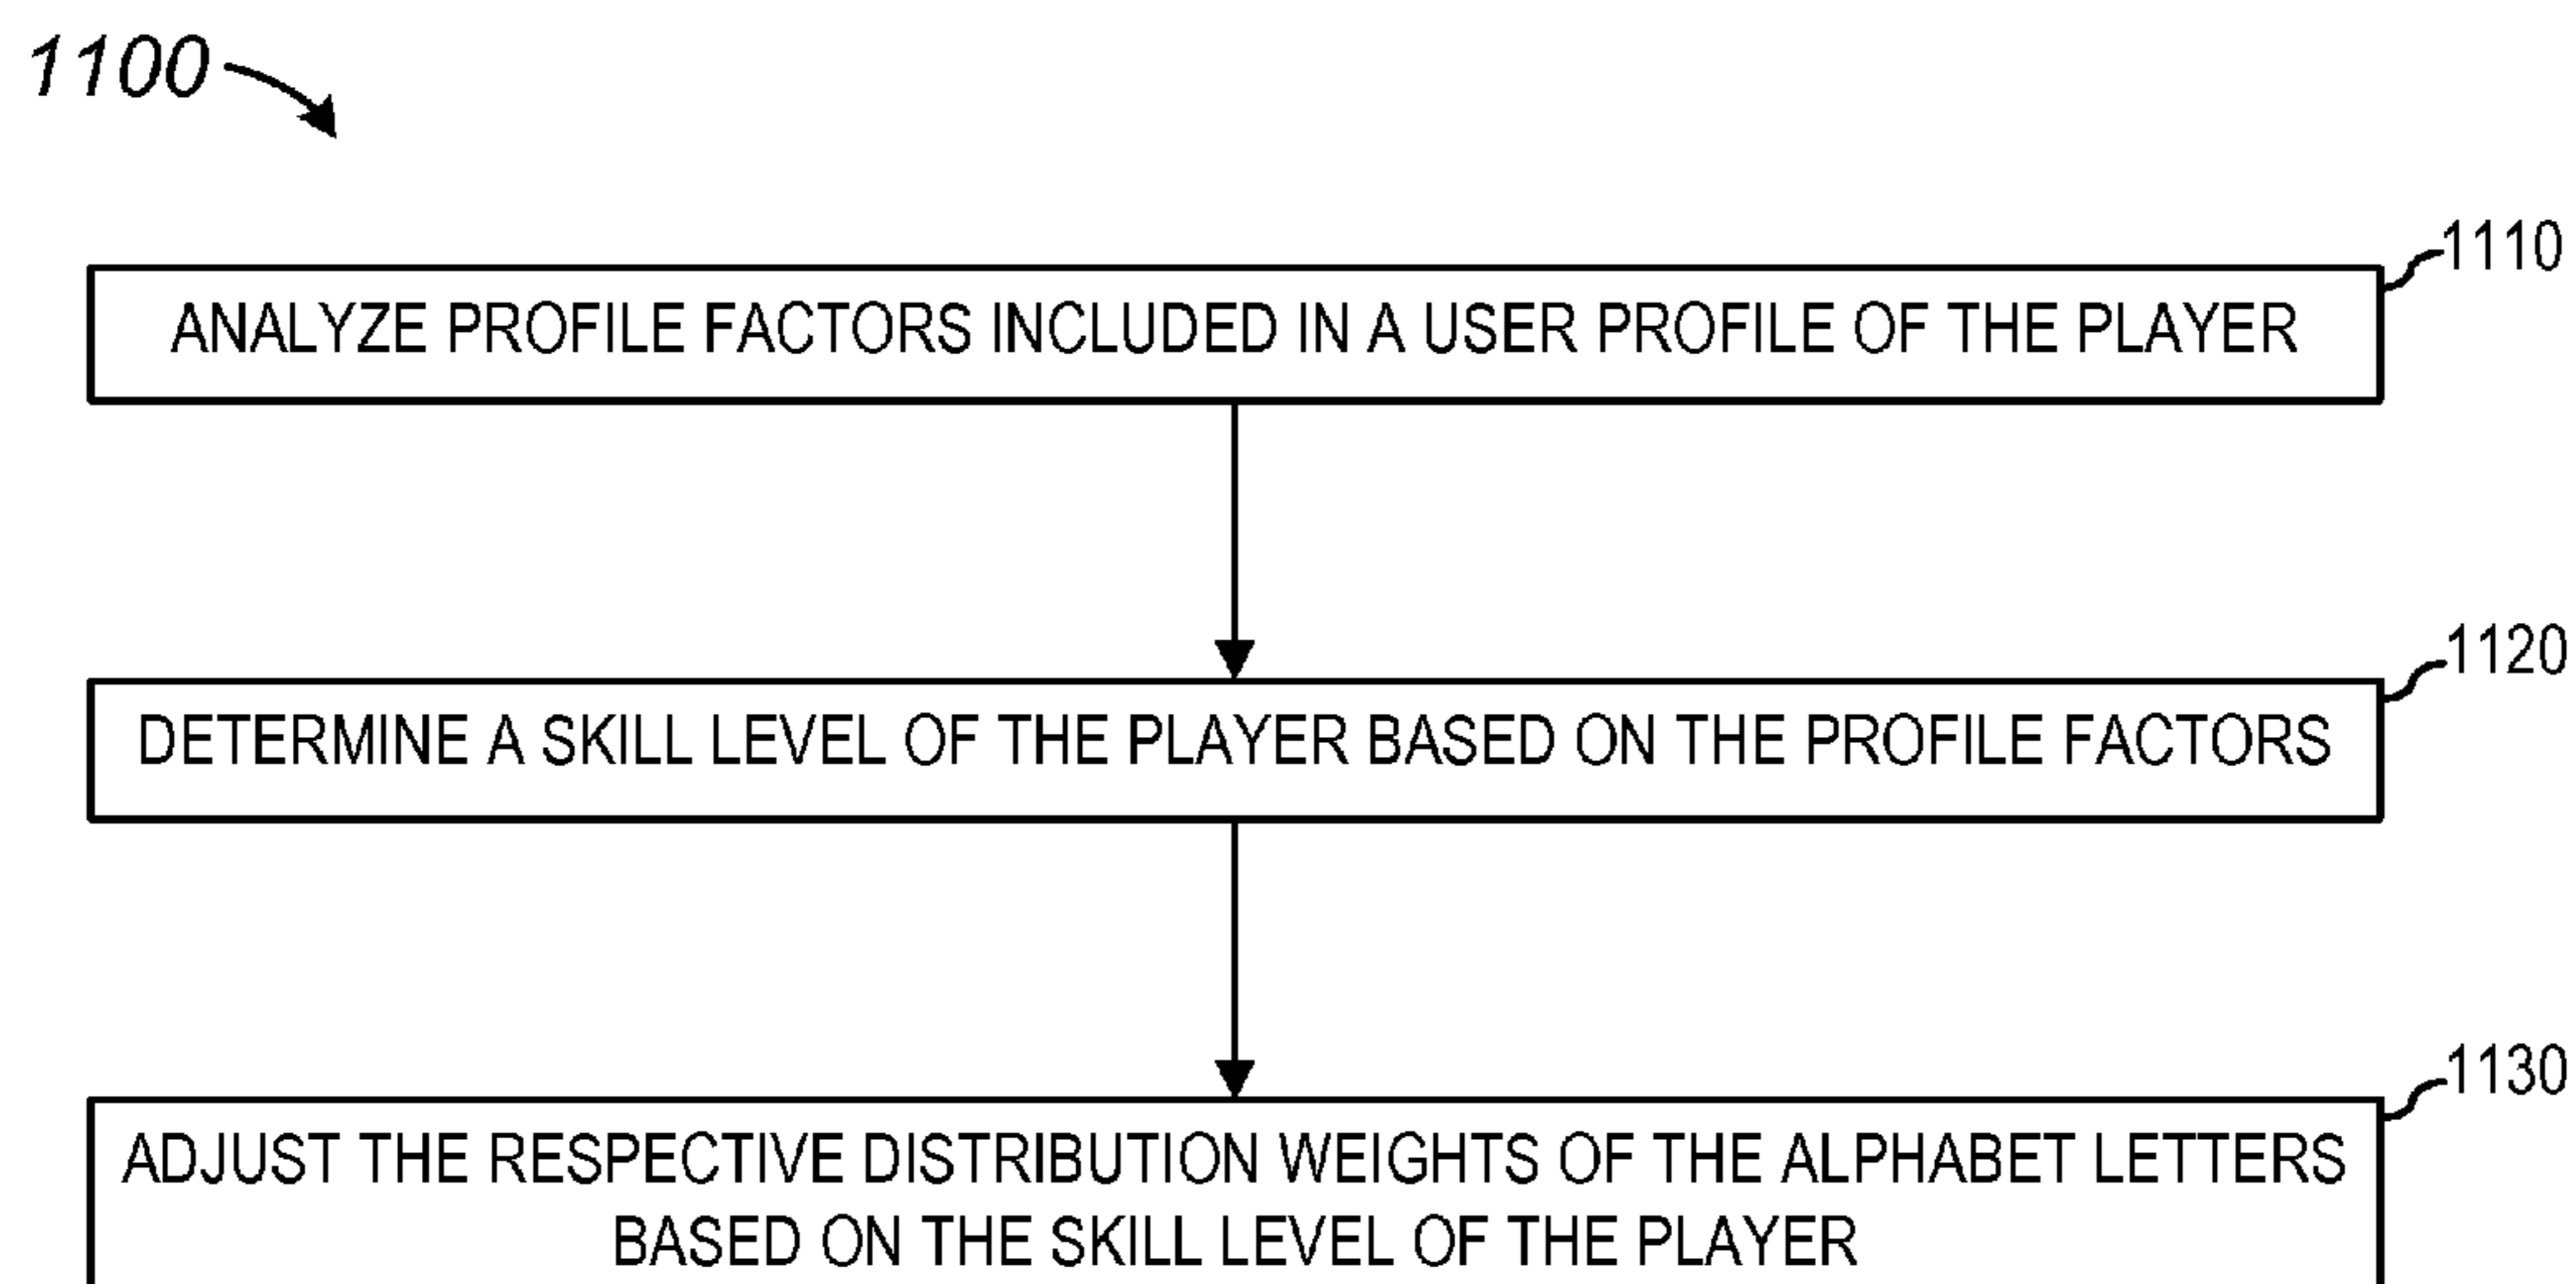 1100
1110
ANALYZE PROFILE FACTORS INCLUDED IN A USER PROFILE OF THE PLAYER
1120
DETERMINE A SKILL LEVEL OF THE PLAYER BASED ON THE PROFILE FACTORS
1130
ADJUST THE RESPECTIVE DISTRIBUTION WEIGHTS OF THE ALPHABET LETTERS
BASED ON THE SKILL LEVEL OF THE PLAYER